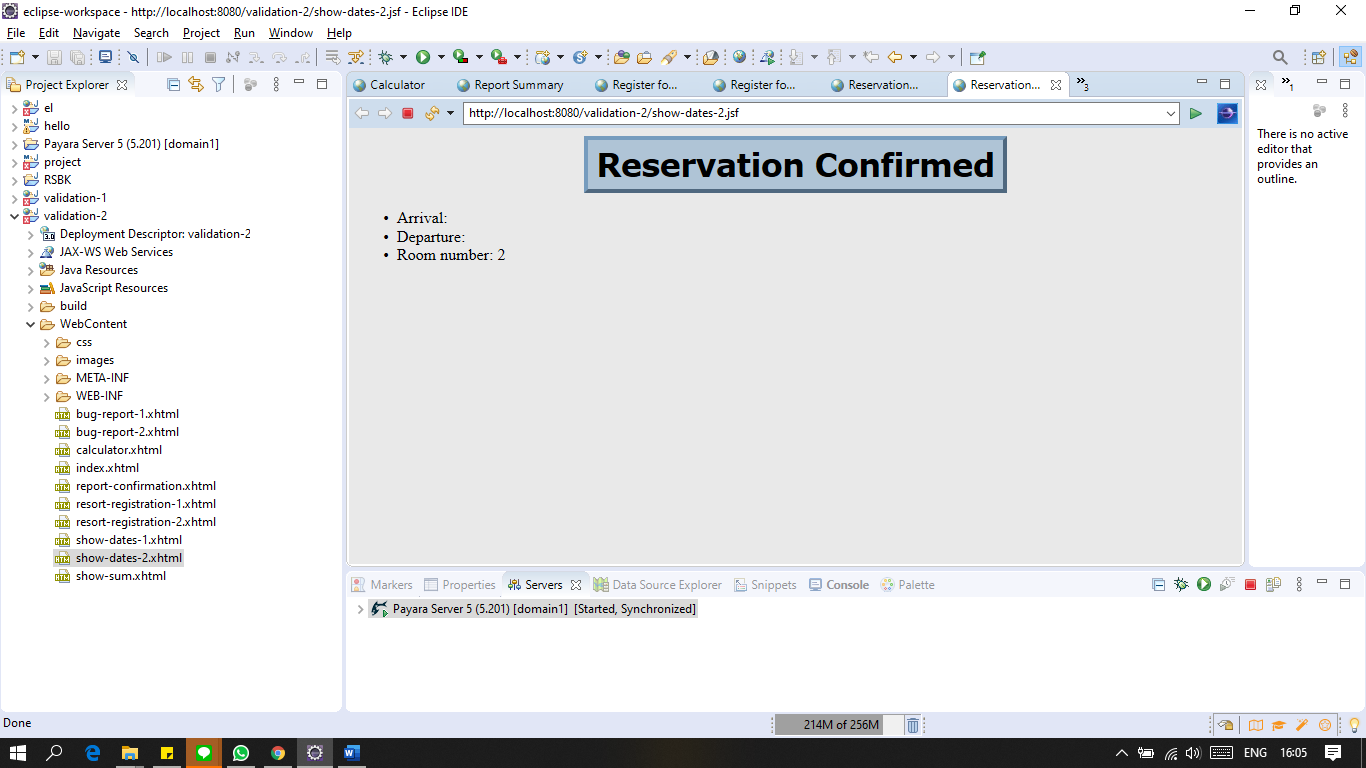 eclipse-workspace - http://localhost:8080/validation-2/show-dates-2.jsf - Eclipse IDE
File Edit Navigate Search Project Run Window Help
Project Explorer
el
hello
Payara Server 5 (5.201) [domain1]
project
RSBK
validation-1
validation-2
Deployment Descriptor: validation-2
JAX-WS Web Services
Java Resources
JavaScript Resources
build
WebContent
css
images
META-INF
WEB-INF
bug-report-1.xhtml
bug-report-2.xhtml
calculator.xhtml
index.xhtml
report-confirmation.xhtml
resort-registration-1.xhtml
resort-registration-2.xhtml
show-dates-1.xhtml
show-dates-2.xhtml
show-sum.xhtml
Calculator Report Summary Register fo... Register fo... Reservation... Reservation... 3
http://localhost:8080/validation-2/show-dates-2.jsf
Reservation Confirmed
• Arrival:
• Departure:
• Room number: 2
1
There is no active
editor that
provides an
outline.
Markers Properties Servers Data Source Explorer Snippets Console Palette
Payara Server 5 (5.201) [domain1] [Started, Synchronized]
Done
214M of 256M
ENG 16:05